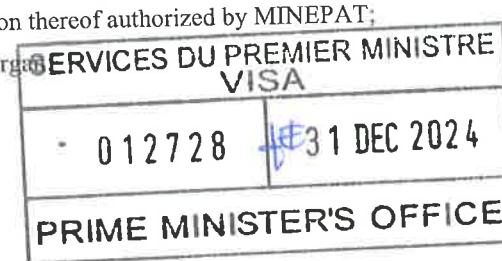 on thereof authorized by MINEPAT;
SERVICES DU PREMIER MINISTRE
VISA
012728
31 DEC 2024
PRIME MINISTER'S OFFICE